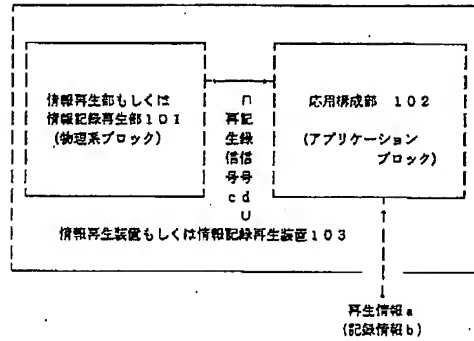 情報再生部もしくは
情報記録再生部101
(物理系ブロック)
再生信号c
(記録信号d)
応用構成部 102
(アプリケーション
ブロック)
情報再生装置もしくは情報記録再生装置103
再生情報a
(記録情報b)